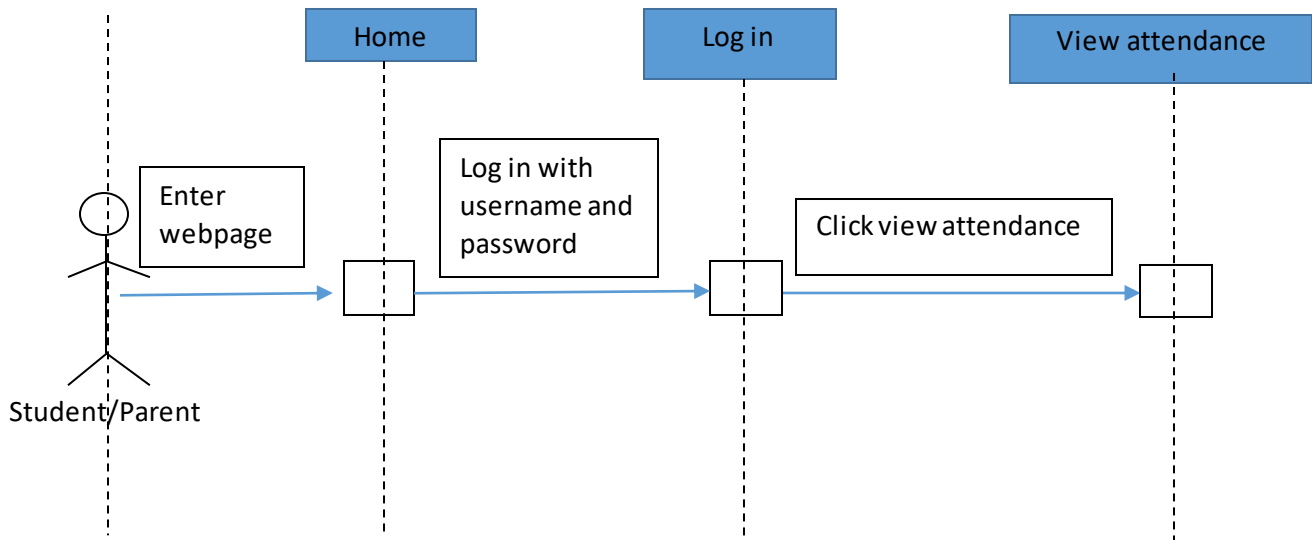 Home
Log in
View attendance
Enter
webpage
Log in with
username and
password
Click view attendance
Student/Parent